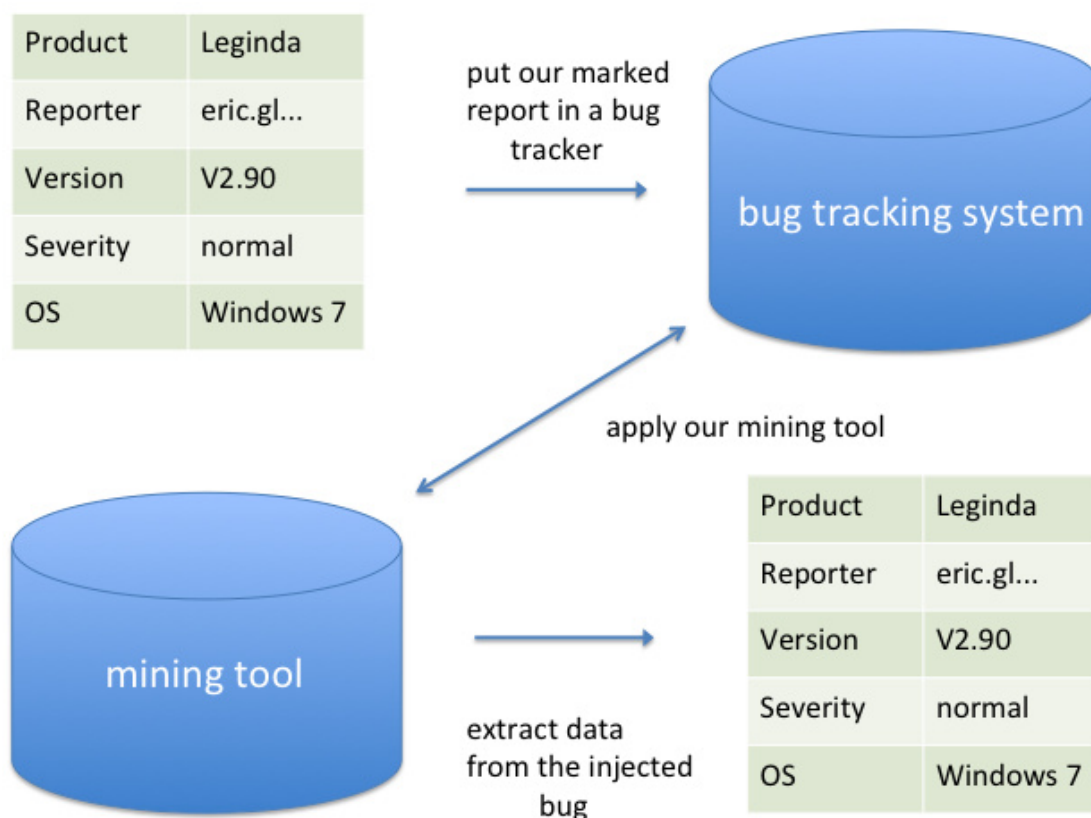 Product Leginda
Reporter eric.gl...
Version V2.90
Severity normal
OS Windows 7
put our marked
report in a bug
tracker
bug tracking system
apply our mining tool
mining tool
extract data
from the injected
bug
Product Leginda
Reporter eric.gl...
Version V2.90
Severity normal
OS Windows 7